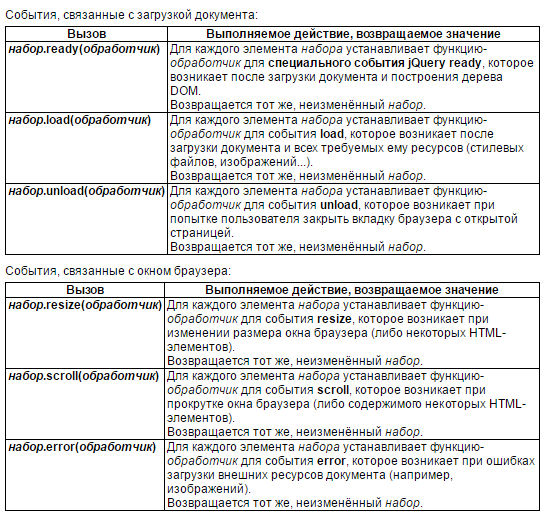 События, связанные с загрузкой документа:
Вызов
Выполняемое действие, возвращаемое значение
набор.ready(обработчик)
Для каждого элемента набора устанавливает функцию-
обработчик для специального события jQuery ready, которое
возникает после загрузки документа и построения дерева
DOM.
Возвращается тот же, неизменённый набор.
набор.load(обработчик)
Для каждого элемента набора устанавливает функцию-
обработчик для события load, которое возникает после
загрузки документа и всех требуемых ему ресурсов (стилевых
файлов, изображений...).
Возвращается тот же, неизменённый набор.
набор.unload(обработчик)
Для каждого элемента набора устанавливает функцию-
обработчик для события unload, которое возникает при
попытке пользователя закрыть вкладку браузера с открытой
страницей.
Возвращается тот же, неизменённый набор.
События, связанные с окном браузера:
Вызов
Выполняемое действие, возвращаемое значение
набор.resize(обработчик)
Для каждого элемента набора устанавливает функцию-
обработчик для события resize, которое возникает при
изменении размера окна браузера (либо некоторых HTML-
элементов).
Возвращается тот же, неизменённый набор.
набор.scroll(обработчик)
Для каждого элемента набора устанавливает функцию-
обработчик для события scroll, которое возникает при
прокрутке окна браузера (либо содержимого некоторых HTML-
элементов).
Возвращается тот же, неизменённый набор.
набор.error(обработчик)
Для каждого элемента набора устанавливает функцию-
обработчик для события error, которое возникает при ошибках
загрузки внешних ресурсов документа (например,
изображений).
Возвращается тот же, неизменённый набор.